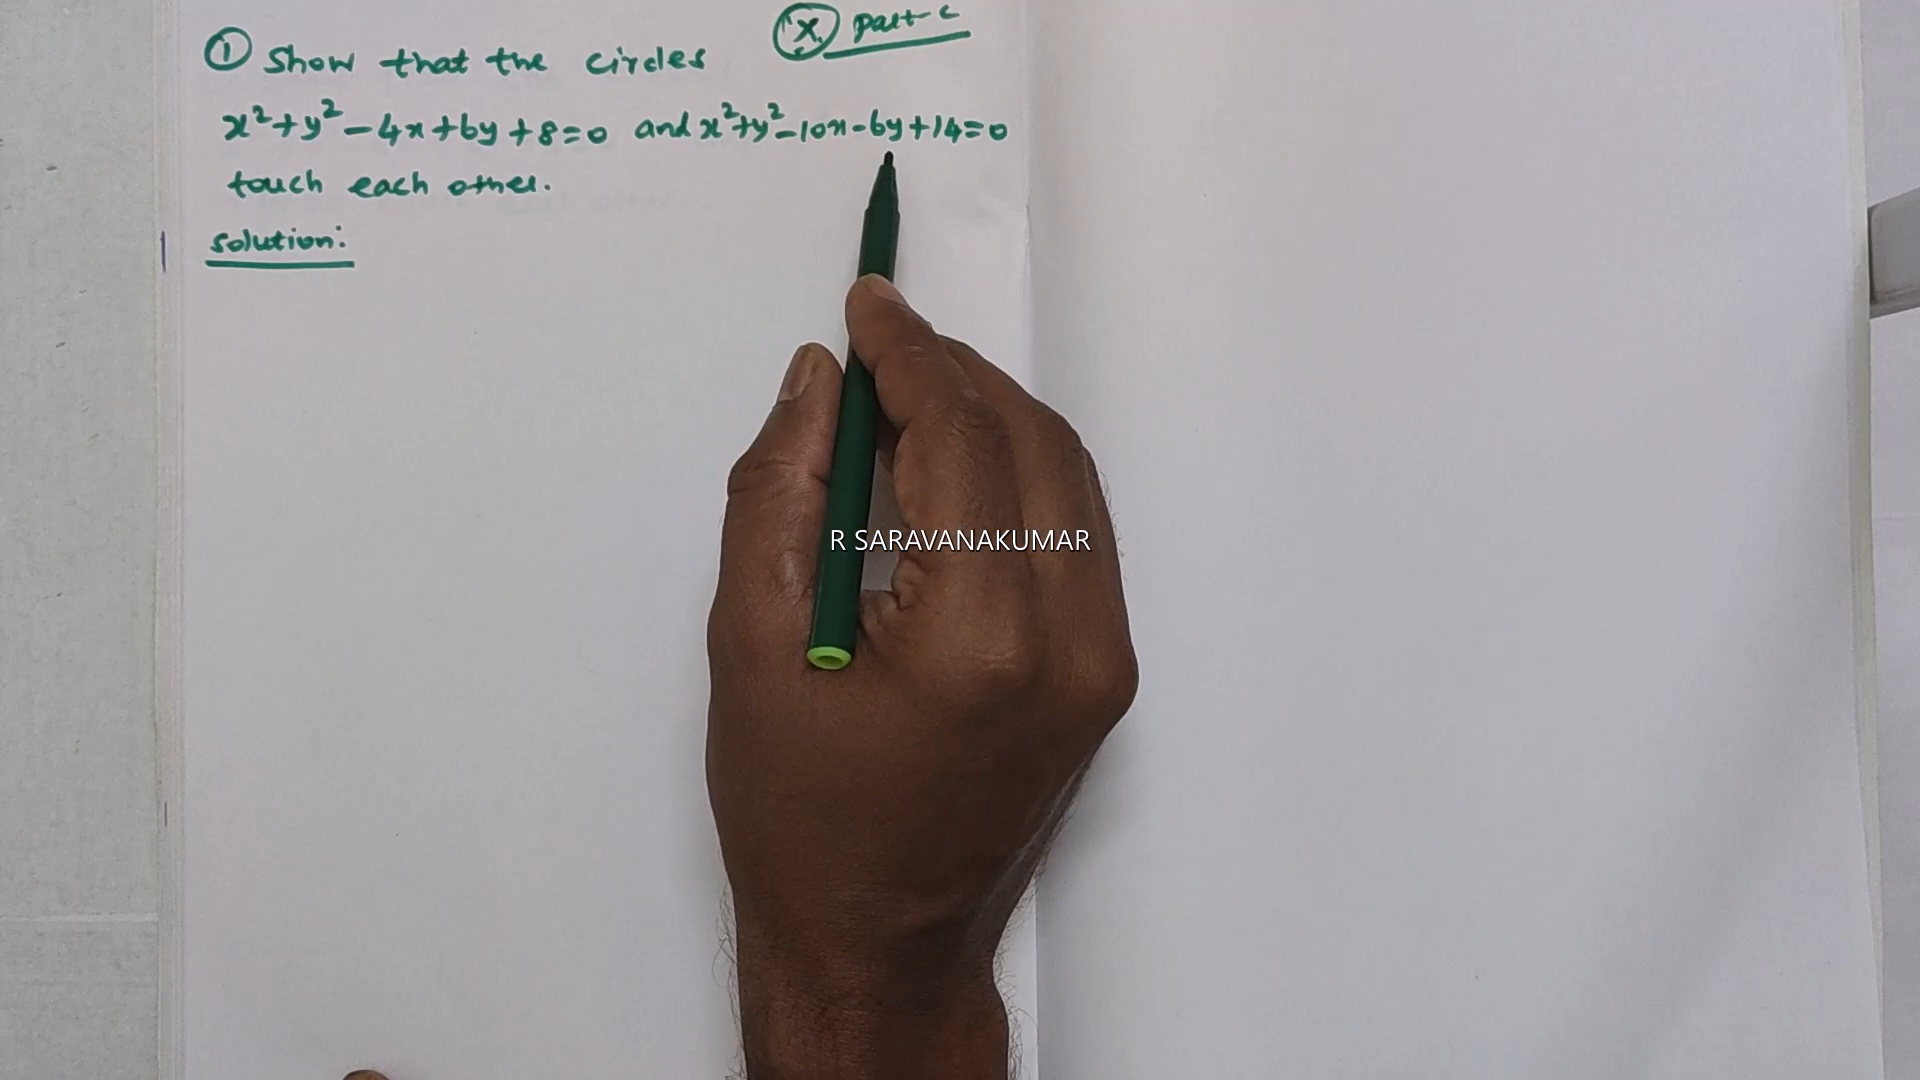 ① Show that the circles (X) part-c
x²+y²-4x+6y+8=0 and x²+y²-10x-6y+14=0
touch each other.
Solution:
R SARAVANAKUMAR